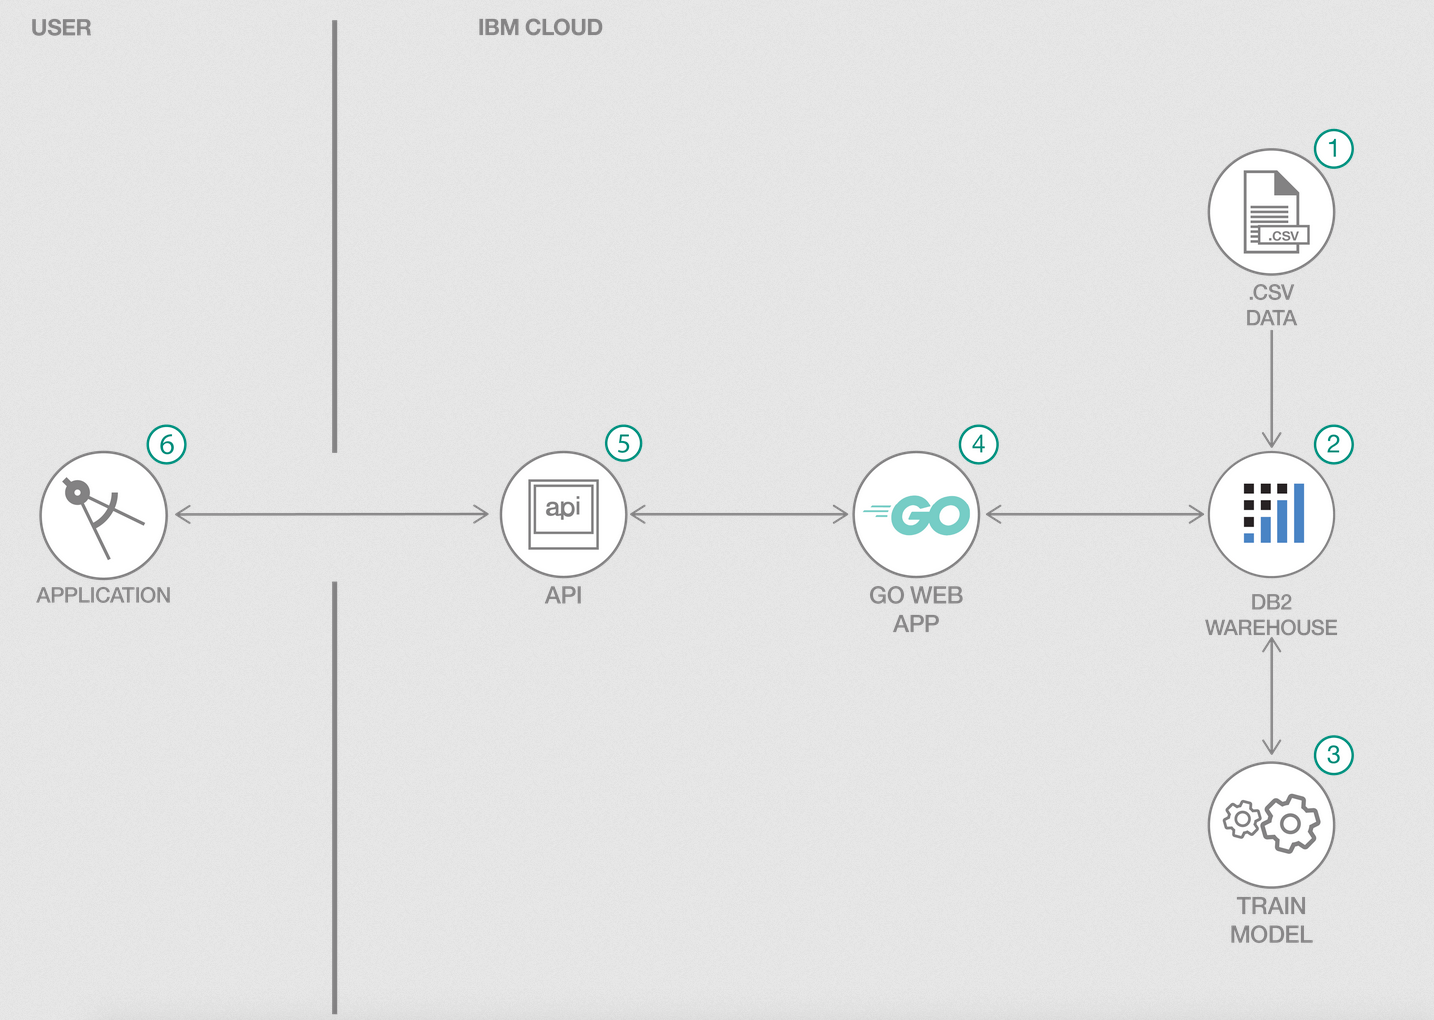 USER
IBM CLOUD
1
.CSV
.CSV
DATA
6
5
4
2
api
GO
APPLICATION
API
GO WEB
APP
DB2
WAREHOUSE
3
TRAIN
MODEL